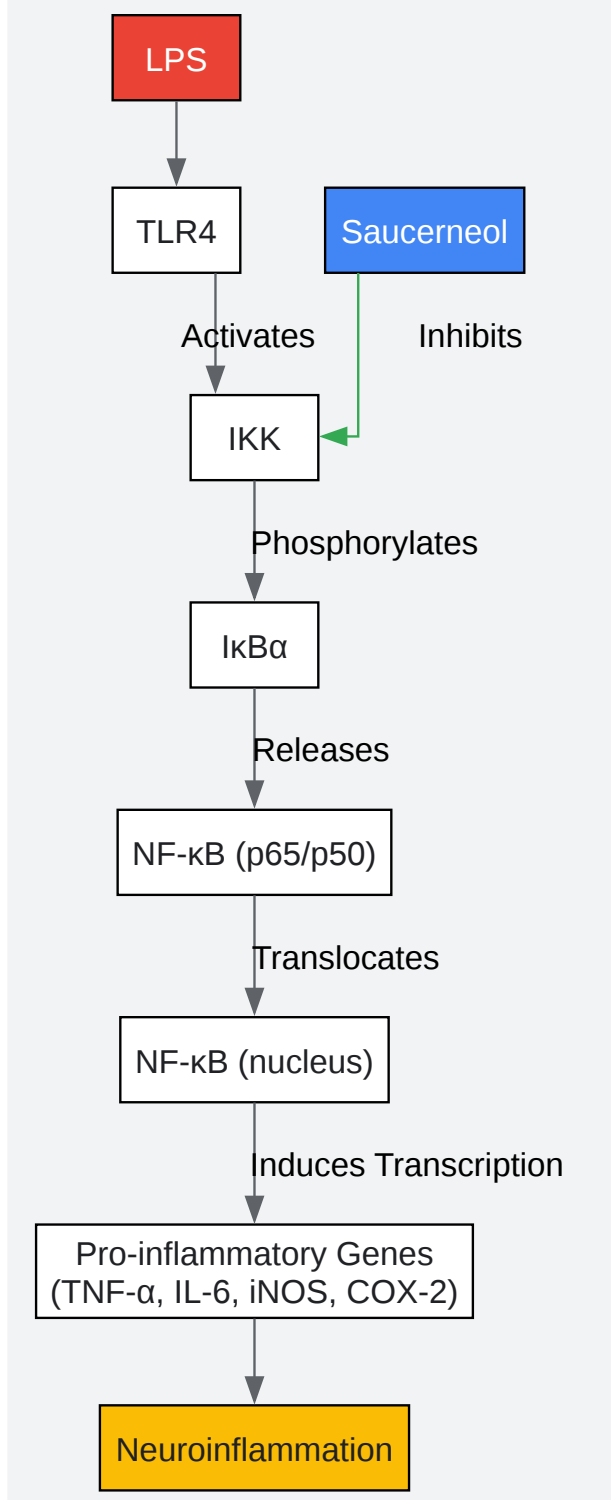 LPS
TLR4
Saucerneol
Activates
Inhibits
IKK
Phosphorylates
IκBα
Releases
NF-κB (p65/p50)
Translocates
NF-κB (nucleus)
Induces Transcription
Pro-inflammatory Genes
(TNF-α, IL-6, iNOS, COX-2)
Neuroinflammation